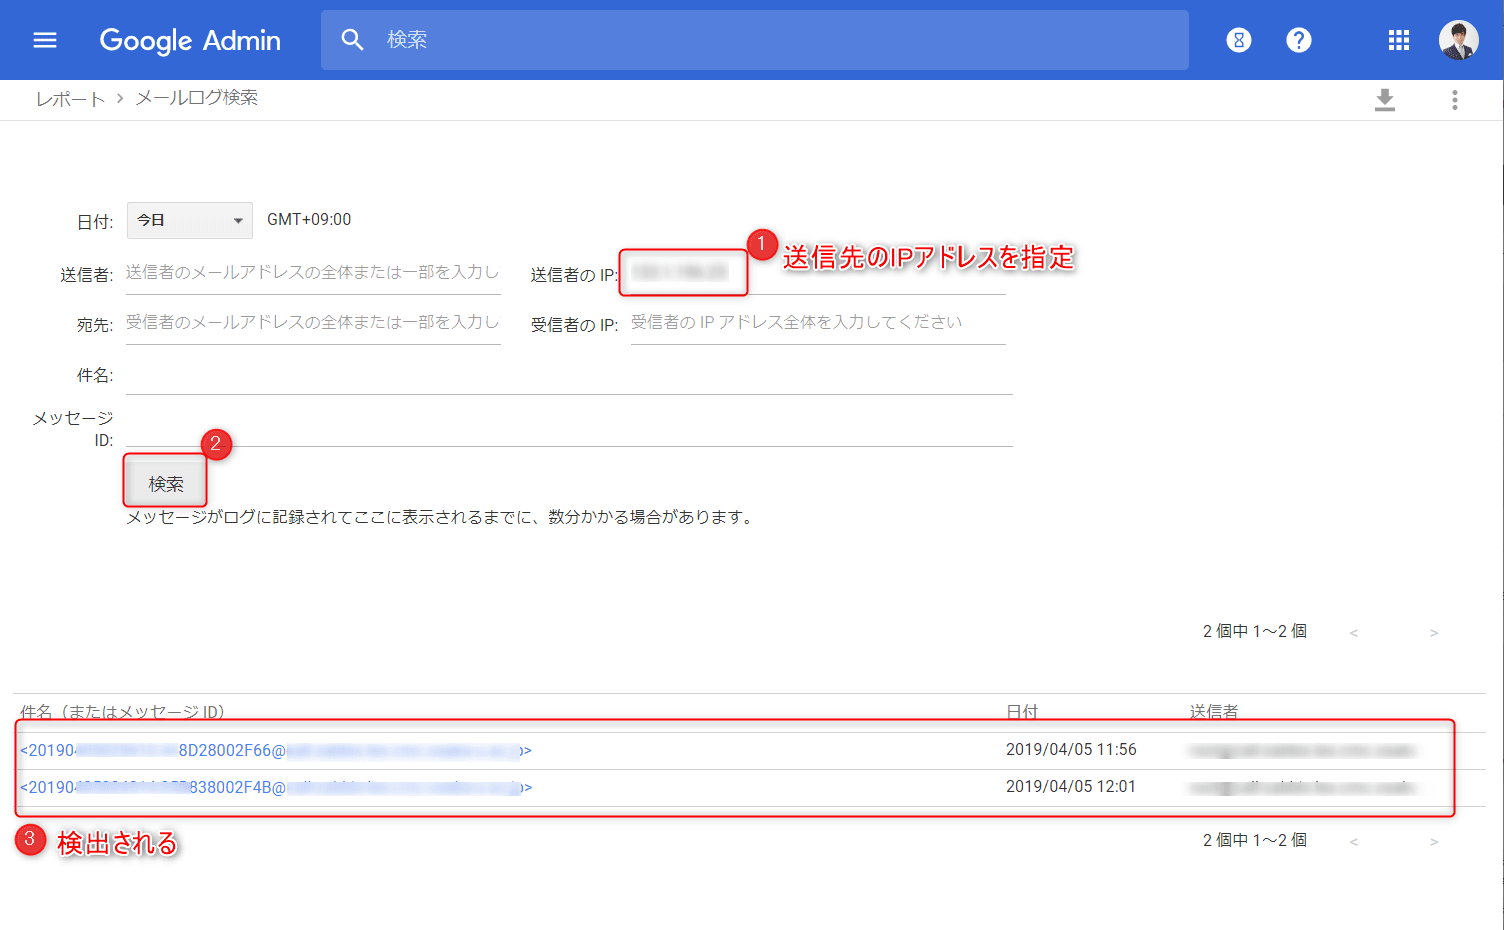 Google Admin
検索
レポート > メールログ検索
日付: 今日 GMT+09:00
1 送信先のIPアドレスを指定
送信者: 送信者のメールアドレスの全体または一部を入力し 送信者の IP:
宛先: 受信者のメールアドレスの全体または一部を入力し 受信者の IP: 受信者の IP アドレス全体を入力してください
件名:
メッセージ
ID:
2
検索
メッセージがログに記録されてここに表示されるまでに、数分かかる場合があります。
2 個中 1～2 個 < >
件名（またはメッセージ ID） 日付 送信者
<20190 8D28002F66@ > 2019/04/05 11:56
<20190 838002F4B@ > 2019/04/05 12:01
3 検出される
2 個中 1～2 個 < >